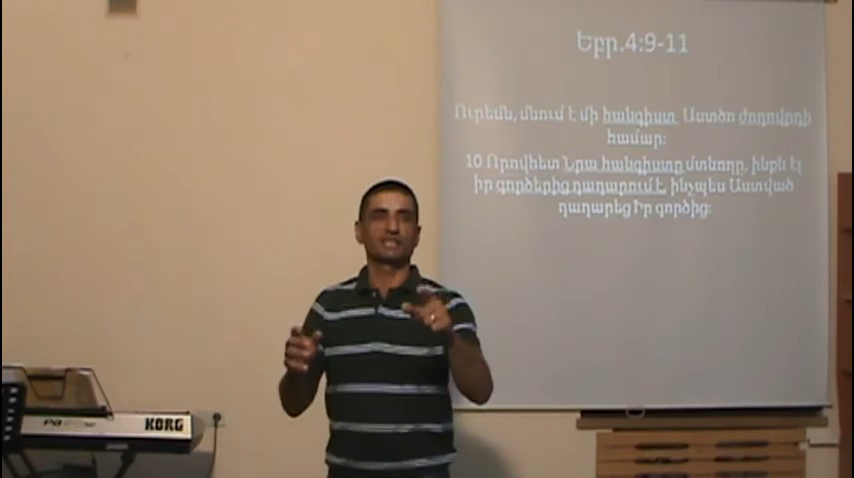 Եբր.4:9-11
Ուրեմն, մնում է մի հանգիստ Աստծո ժողովրդի
համար:
10 Որովհետ Նրա հանգիստը մտնողը, ինքն էլ
իր գործերից դադարում է, ինչպես Աստված
դադարեց Իր գործից:
KORG